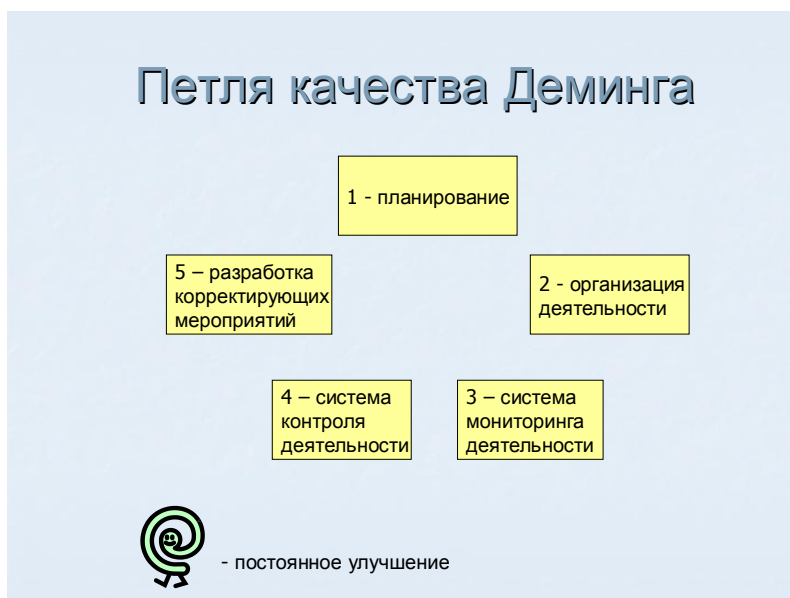 Петля качества Деминга
1 - планирование
2 - организация
деятельности
3 – система
мониторинга
деятельности
4 – система
контроля
деятельности
5 – разработка
корректирующих
мероприятий
- постоянное улучшение